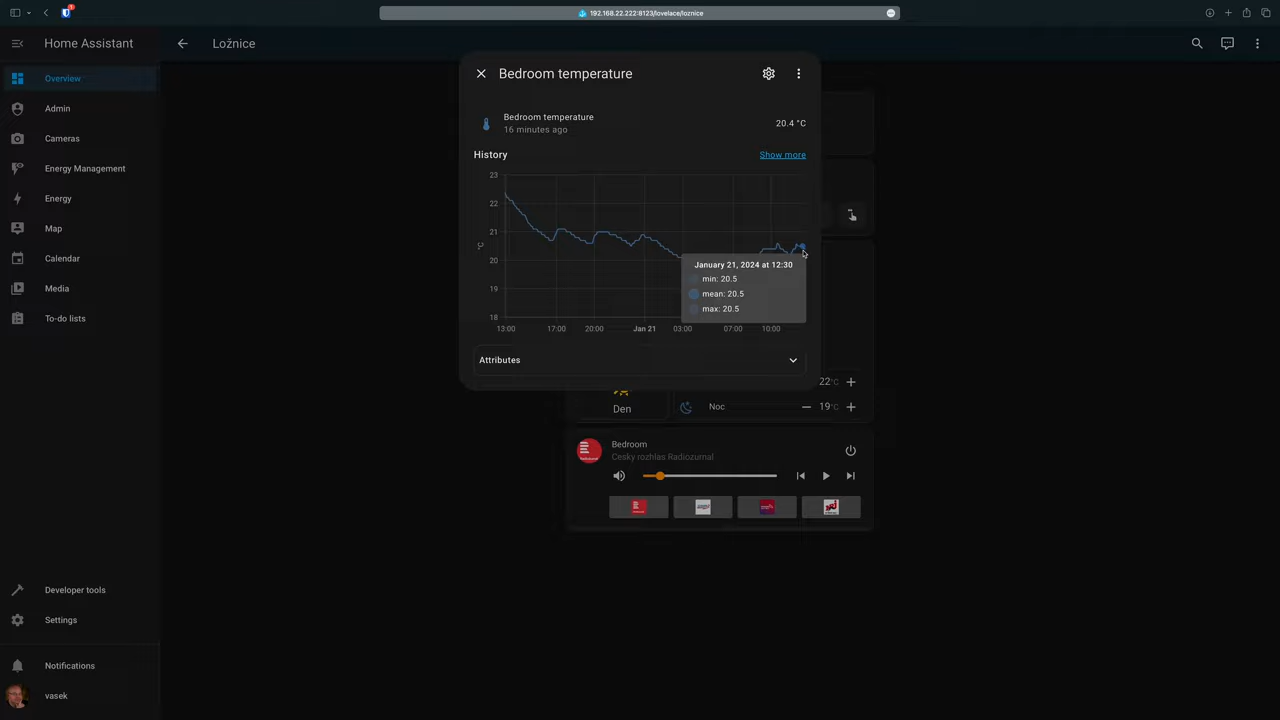 1
192.168.22.222:8123/lovelace/loznice
Home Assistant
Ložnice
Overview
Admin
Cameras
Energy Management
Energy
Map
Calendar
Media
To-do lists
Developer tools
Settings
Notifications
vasek
Bedroom temperature
Bedroom temperature
16 minutes ago
20.4 °C
History
Show more
°C
23
22
21
20
19
18
13:00
17:00
20:00
Jan 21
03:00
07:00
10:00
January 21, 2024 at 12:30
min: 20.5
mean: 20.5
max: 20.5
Attributes
22°C
Den
Noc
19°C
Bedroom
Cesky rozhlas Radiozurnal